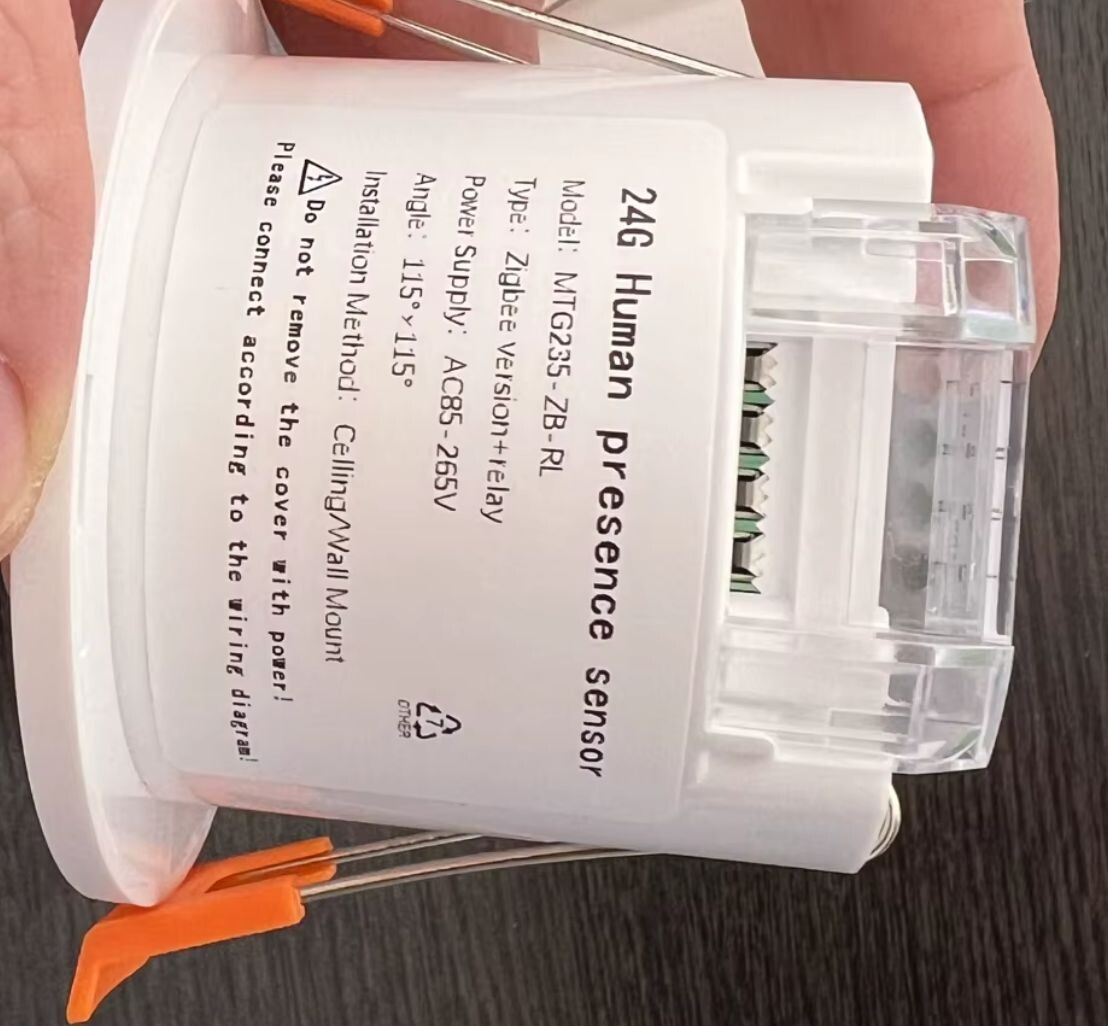 24G Human presence sensor
Model: MTG235-ZB-RL
Type: Zigbee version+relay
Power Supply: AC85-265V
Angle: 115°×115°
Installation Method: Ceiling/Wall Mount
Do not remove the cover with power!
Please connect according to the wiring diagram!
7
OTHER